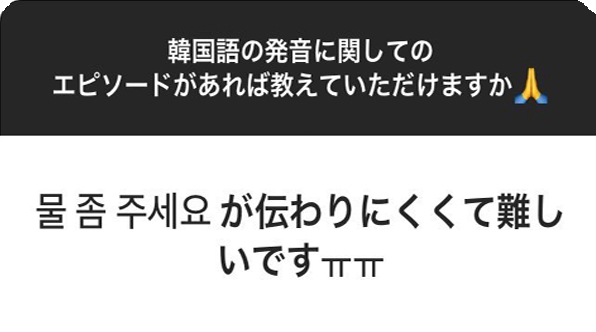 韓国語の発音に関しての
エピソードがあれば教えていただけますか🙏
물 좀 주세요 が伝わりにくくて難し
いですㅠㅠ